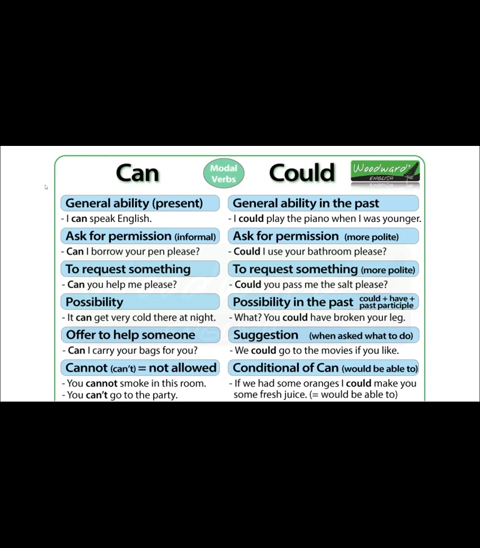 Can
Modal
Verbs
Could
Woodward
ENGLISH
General ability (present)
- I can speak English.
Ask for permission (informal)
- Can I borrow your pen please?
To request something
- Can you help me please?
Possibility
- It can get very cold there at night.
Offer to help someone
- Can I carry your bags for you?
Cannot (can't) = not allowed
- You cannot smoke in this room.
- You can't go to the party.
General ability in the past
- I could play the piano when I was younger.
Ask for permission (more polite)
- Could I use your bathroom please?
To request something (more polite)
- Could you pass me the salt please?
Possibility in the past could + have +
past participle
- What? You could have broken your leg.
Suggestion (when asked what to do)
- We could go to the movies if you like.
Conditional of Can (would be able to)
- If we had some oranges I could make you
some fresh juice. (= would be able to)